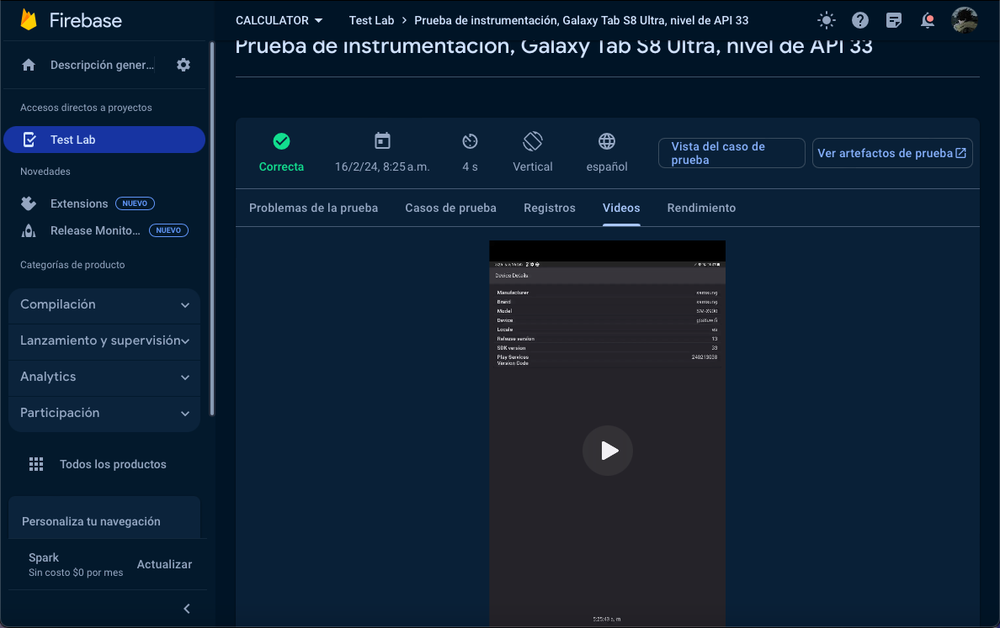 Firebase
CALCULATOR
Test Lab
Prueba de instrumentación, Galaxy Tab S8 Ultra, nivel de API 33
Prueba de instrumentación, Galaxy Tab S8 Ultra, nivel de API 33
Descripción gener...
Accesos directos a proyectos
Test Lab
Novedades
Extensions NUEVO
Release Monito... NUEVO
Categorías de producto
Compilación
Lanzamiento y supervisión
Analytics
Participación
Todos los productos
Personaliza tu navegación
Spark
Sin costo $0 por mes
Actualizar
Correcta
16/2/24, 8:25 a.m.
4 s
Vertical
español
Vista del caso de
prueba
Ver artefactos de prueba
Problemas de la prueba
Casos de prueba
Registros
Videos
Rendimiento
Device Details
Manufacturer samsung
Brand samsung
Model SM-X900
Device
Locale es
Release version 13
SDK version 33
Play Services 240213038
Version Code
5:25:43 a. m